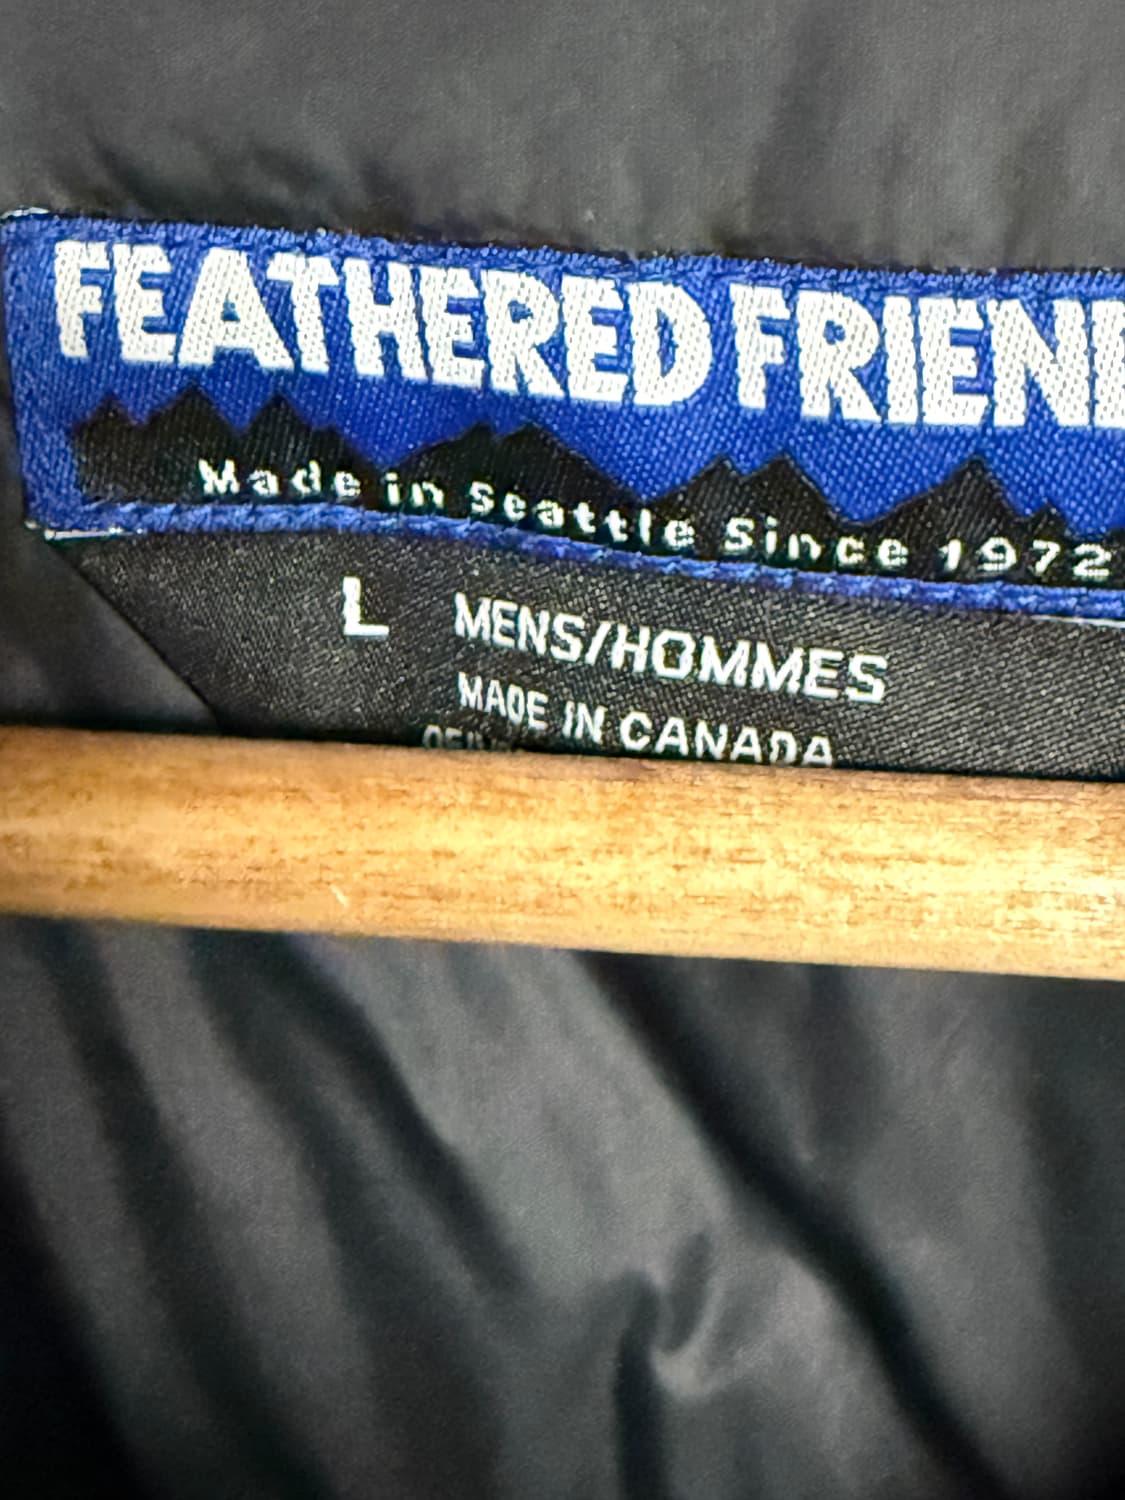 FEATHERED FRIEN
Made in Seattle Since 1972
L MENS/HOMMES
MADE IN CANADA